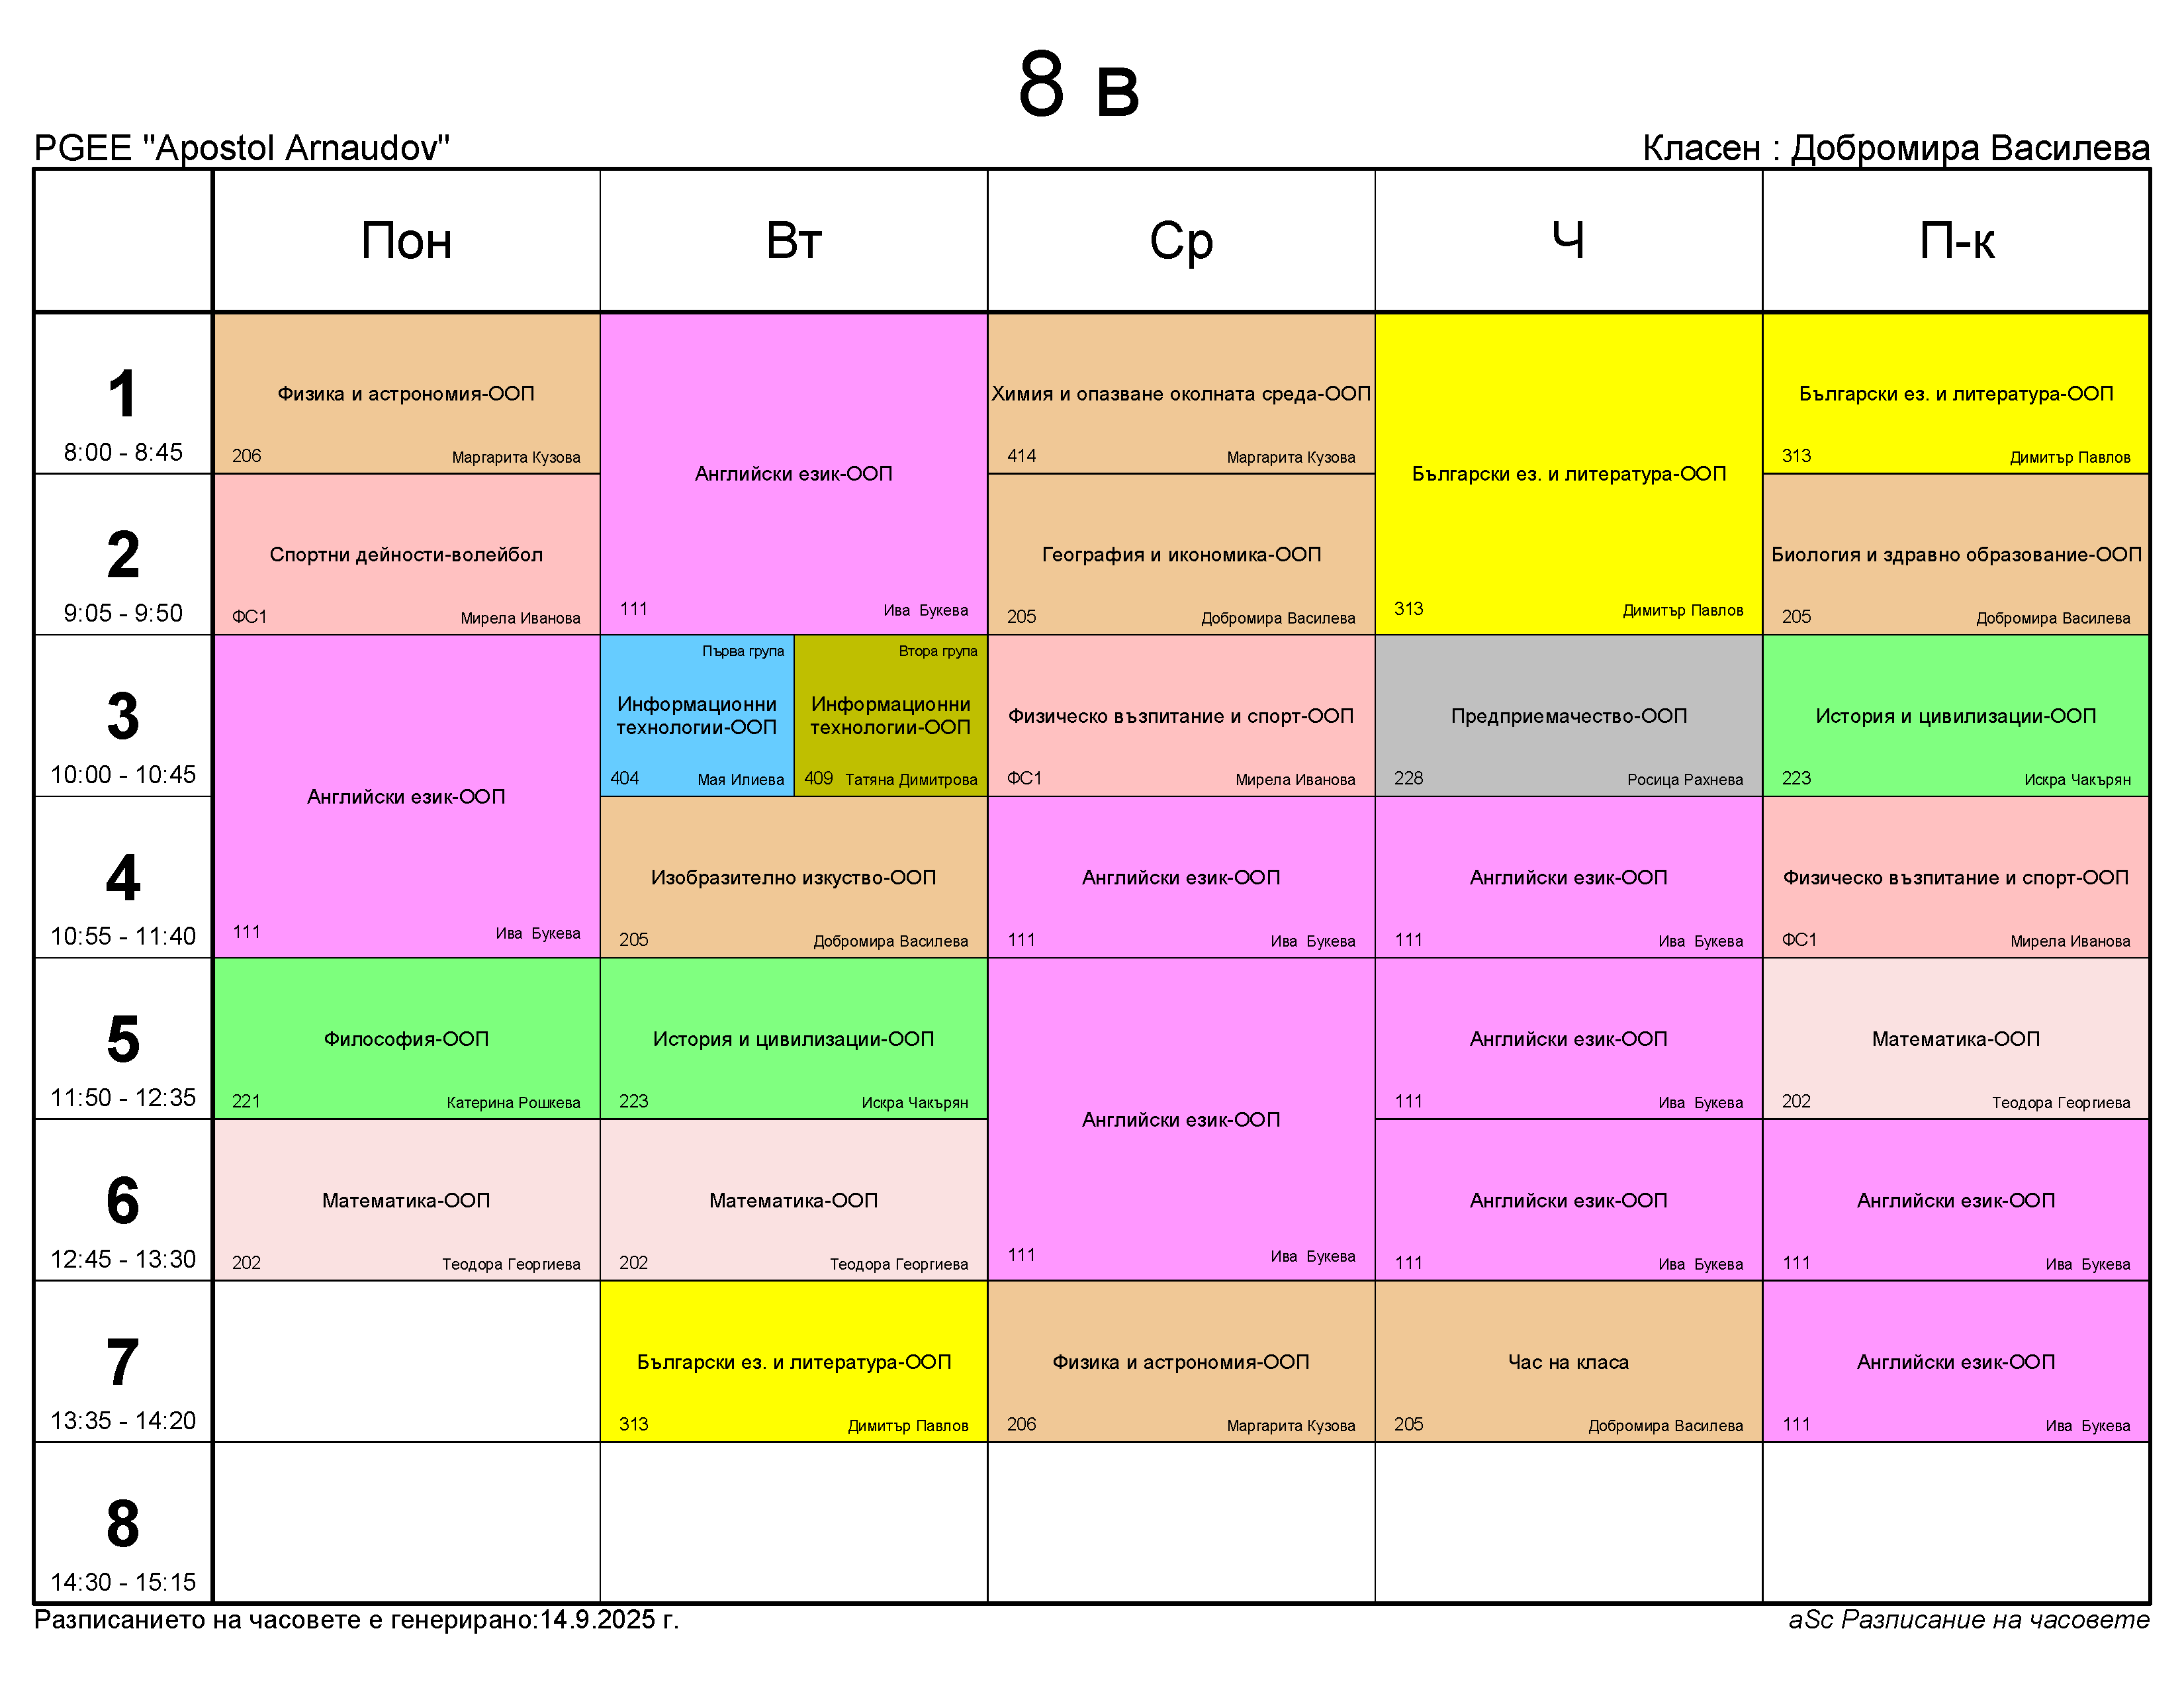 8 в
PGEE "Apostol Arnaudov"
Класен : Добромира Василева
Пон
Вт
Ср
Ч
П-к
1
8:00 - 8:45
Физика и астрономия-ООП
206 Маргарита Кузова
Английски език-ООП
111 Ива Букева
Химия и опазване околната среда-ООП
414 Маргарита Кузова
Български ез. и литература-ООП
313 Димитър Павлов
Български ез. и литература-ООП
313 Димитър Павлов
2
9:05 - 9:50
Спортни дейности-волейбол
ФС1 Мирела Иванова
География и икономика-ООП
205 Добромира Василева
Биология и здравно образование-ООП
205 Добромира Василева
3
10:00 - 10:45
Английски език-ООП
111 Ива Букева
Първа група
Информационни
технологии-ООП
404 Мая Илиева
Втора група
Информационни
технологии-ООП
409 Татяна Димитрова
Физическо възпитание и спорт-ООП
ФС1 Мирела Иванова
Предприемачество-ООП
228 Росица Рахнева
История и цивилизации-ООП
223 Искра Чакърян
4
10:55 - 11:40
Изобразително изкуство-ООП
205 Добромира Василева
Английски език-ООП
111 Ива Букева
Английски език-ООП
111 Ива Букева
Физическо възпитание и спорт-ООП
ФС1 Мирела Иванова
5
11:50 - 12:35
Философия-ООП
221 Катерина Рошкева
История и цивилизации-ООП
223 Искра Чакърян
Английски език-ООП
111 Ива Букева
Английски език-ООП
111 Ива Букева
Математика-ООП
202 Теодора Георгиева
6
12:45 - 13:30
Математика-ООП
202 Теодора Георгиева
Математика-ООП
202 Теодора Георгиева
Английски език-ООП
111 Ива Букева
Английски език-ООП
111 Ива Букева
7
13:35 - 14:20
Български ез. и литература-ООП
313 Димитър Павлов
Физика и астрономия-ООП
206 Маргарита Кузова
Час на класа
205 Добромира Василева
Английски език-ООП
111 Ива Букева
8
14:30 - 15:15
Разписанието на часовете е генерирано:14.9.2025 г.
aSc Разписание на часовете